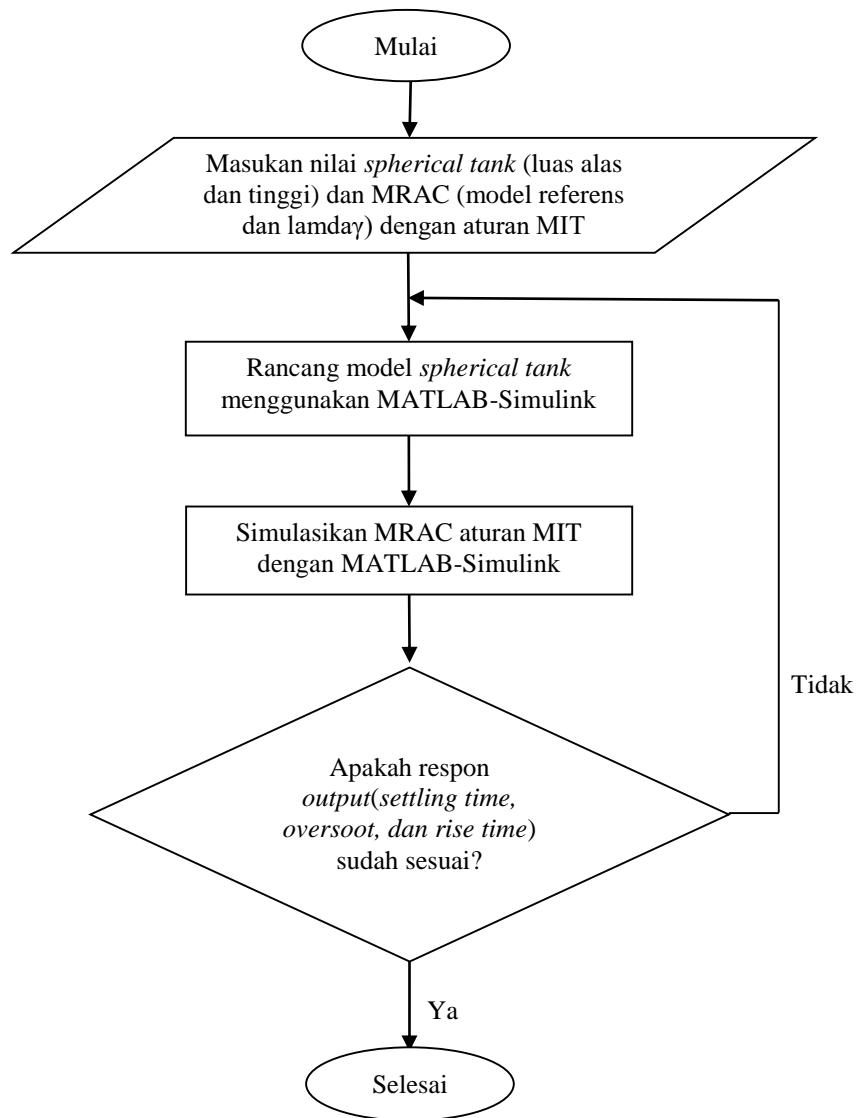 Mulai
Masukan nilai spherical tank (luas alas
dan tinggi) dan MRAC (model referens
dan lamdaγ) dengan aturan MIT
Rancang model spherical tank
menggunakan MATLAB-Simulink
Simulasikan MRAC aturan MIT
dengan MATLAB-Simulink
Tidak
Apakah respon
output(settling time,
oversoot, dan rise time)
sudah sesuai?
Ya
Selesai